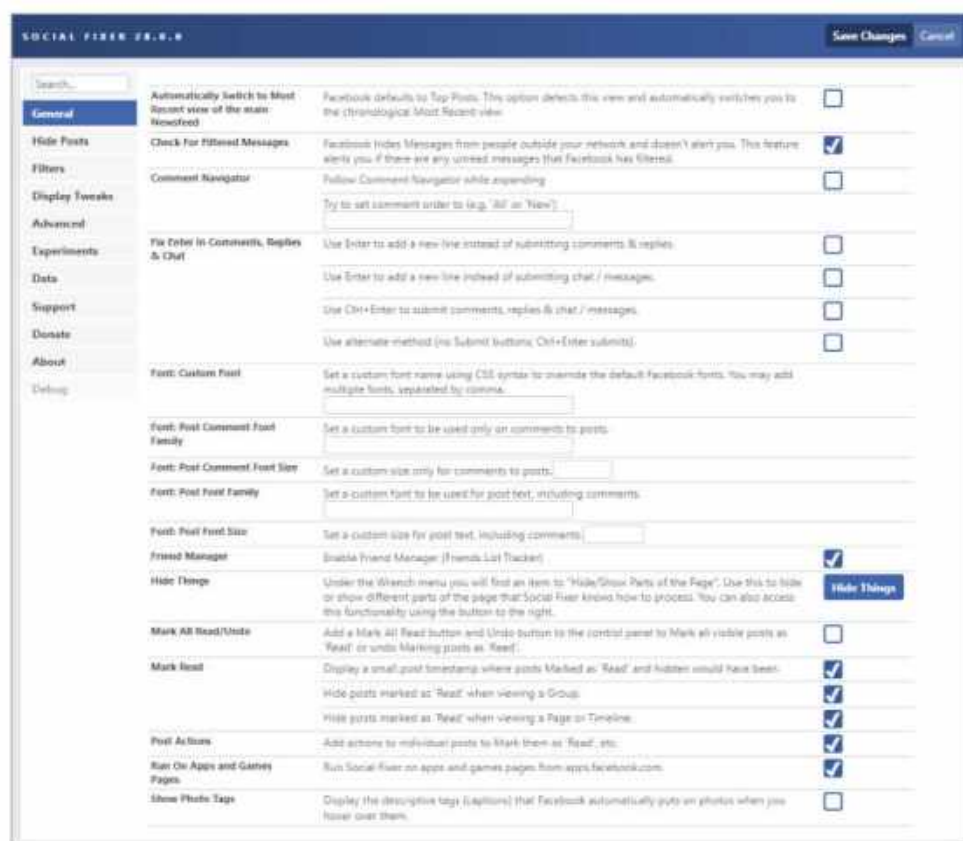 SOCIAL FIXER 28.0.0
Save Changes
Cancel
Search...
General
Hide Posts
Filters
Display Tweaks
Advanced
Experiments
Data
Support
Donate
About
Debug
Automatically Switch to Most
Recent view of the main
Newsfeed
Facebook defaults to Top Posts. This option detects this view and automatically switches you to
the chronological Most Recent view
Check For Filtered Messages
Facebook hides Messages from people outside your network and doesn't alert you. This feature
alerts you if there are any unread messages that Facebook has filtered.
Comment Navigator
Follow Comment Navigator while expanding
Try to set comment order to (e.g. 'All' or 'New')
Fix Enter in Comments, Replies
& Chat
Use Enter to add a new line instead of submitting comments & replies.
Use Enter to add a new line instead of submitting chat / messages.
Use Ctrl+Enter to submit comments, replies & chat / messages.
Use alternate method (no Submit buttons; Ctrl+Enter submits).
Font: Custom Font
Set a custom font name using CSS syntax to override the default Facebook fonts. You may add
multiple fonts, separated by comma.
Font: Post Comment Font
Family
Set a custom font to be used only on comments to posts.
Font: Post Comment Font Size
Set a custom size only for comments to posts.
Font: Post Font Family
Set a custom font to be used for post text, including comments.
Font: Post Font Size
Set a custom size for post text, including comments.
Friend Manager
Enable Friend Manager (Friends List Tracker)
Hide Things
Under the Wrench menu you will find an item to "Hide/Show Parts of the Page". Use this to hide
or show different parts of the page that Social Fixer knows how to process. You can also access
this functionality using the button to the right.
Hide Things
Mark All Read/Undo
Add a Mark All Read button and Undo button to the control panel to Mark all visible posts as
'Read' or undo Marking posts as 'Read'.
Mark Read
Display a small post timestamp where posts Marked as 'Read' and hidden would have been.
Hide posts marked as 'Read' when viewing a Group.
Hide posts marked as 'Read' when viewing a Page or Timeline.
Post Actions
Add actions to individual posts to Mark them as 'Read', etc.
Run On Apps and Games
Pages
Run Social Fixer on apps and games pages from apps.facebook.com.
Show Photo Tags
Display the descriptive tags (captions) that Facebook automatically puts on photos when you
hover over them.